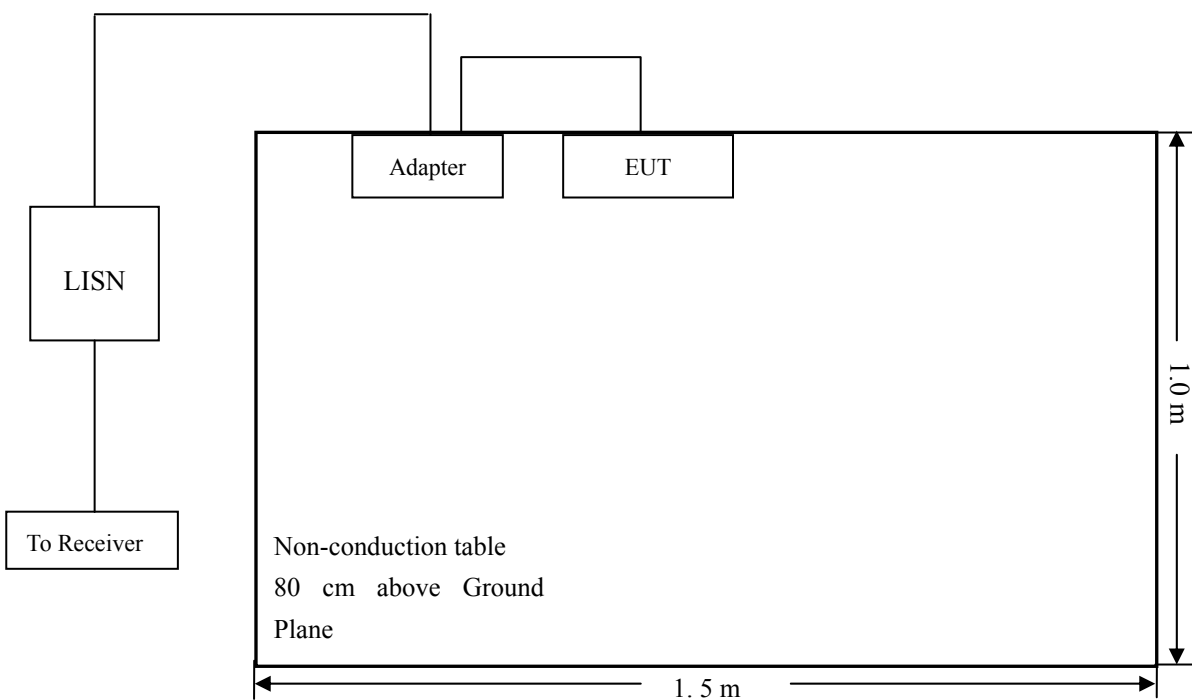 Adapter
EUT
LISN
1.0 m
To Receiver
Non-conduction table
80 cm above Ground
Plane
1. 5 m